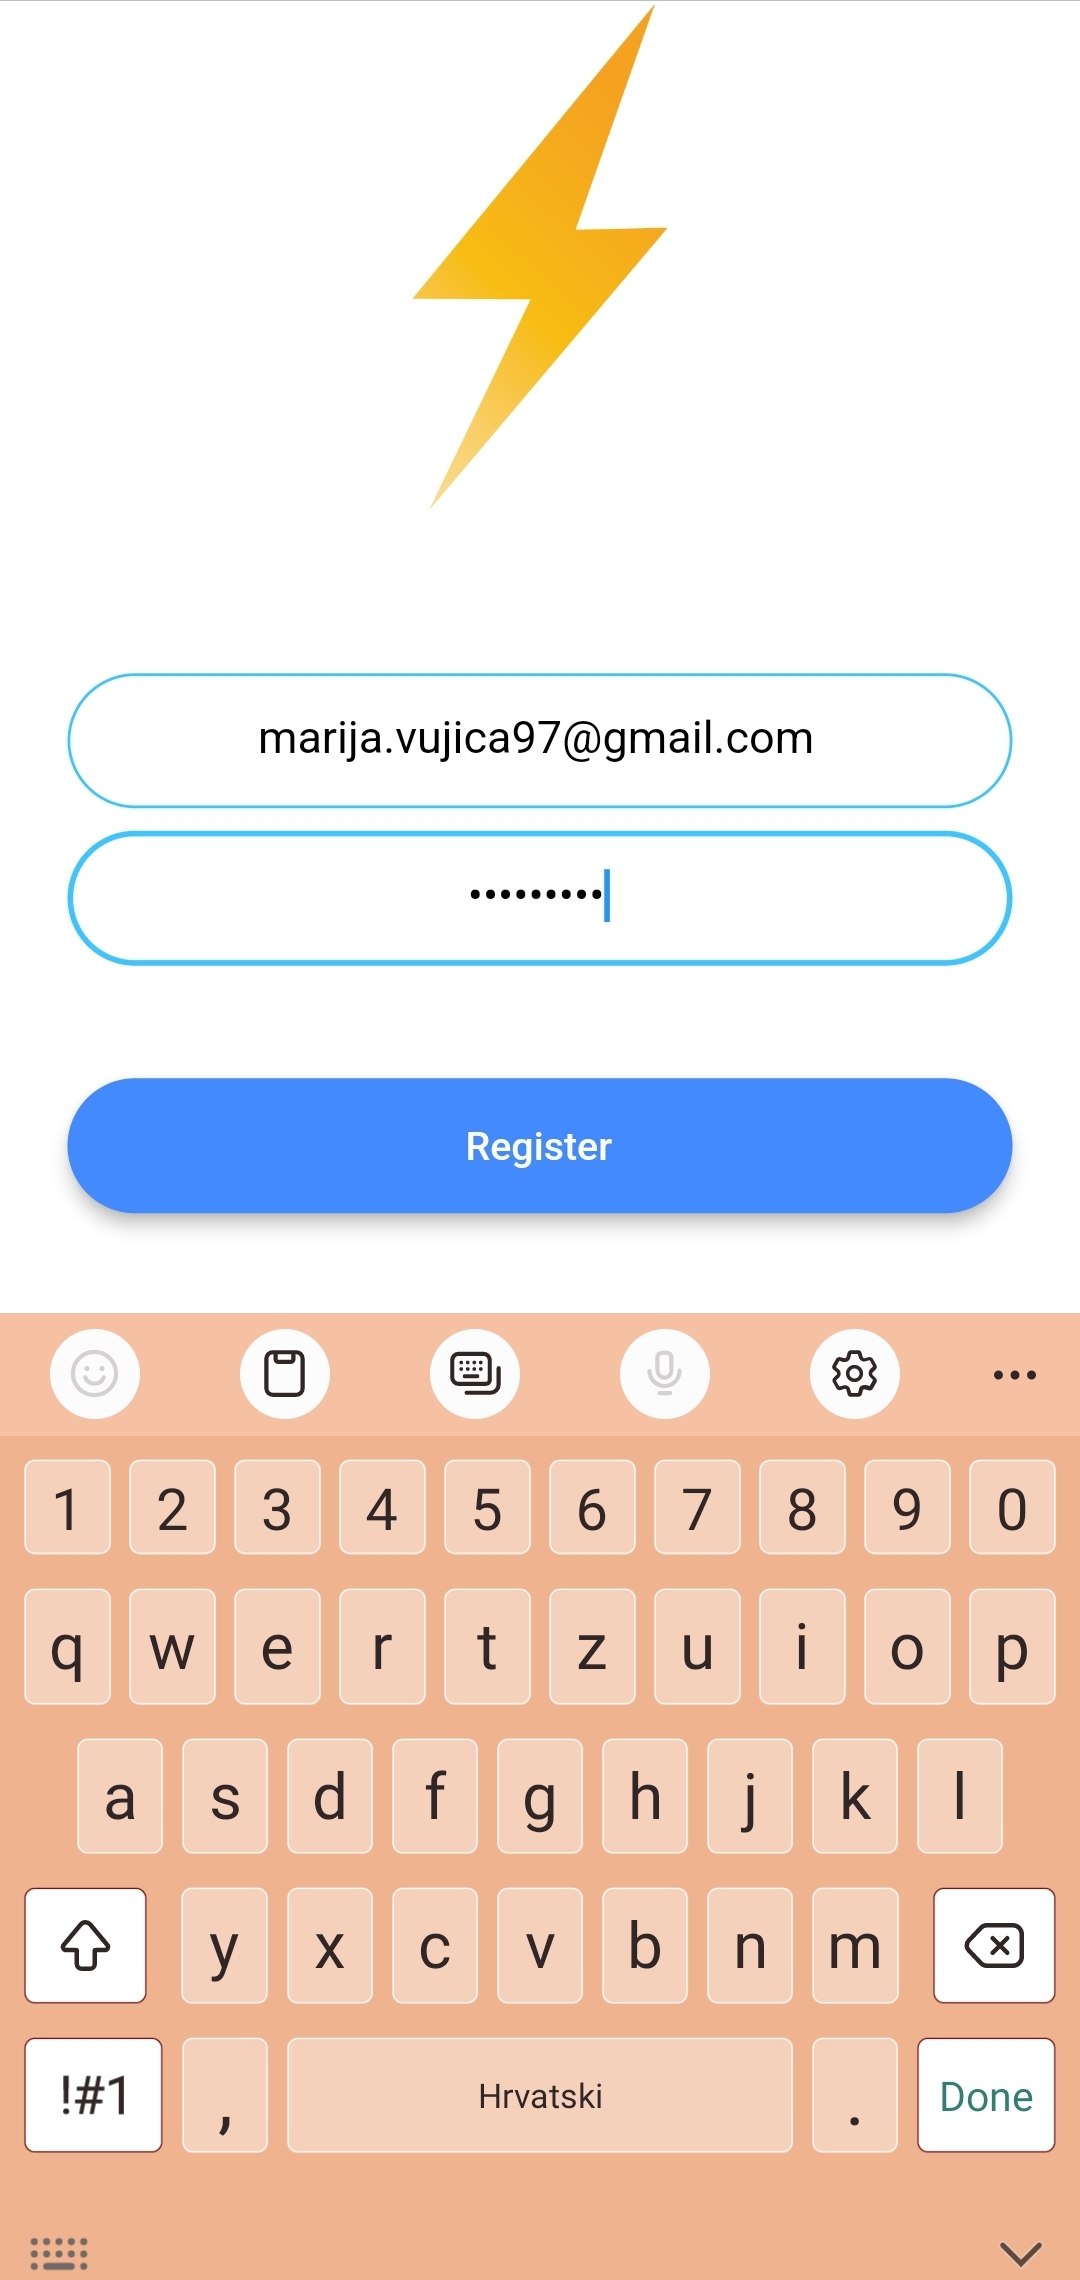 marija.vujica97@gmail.com
•••••••••
Register
1 2 3 4 5 6 7 8 9 0
q w e r t z u i o p
a s d f g h j k l
y x c v b n m
!#1 , Hrvatski . Done